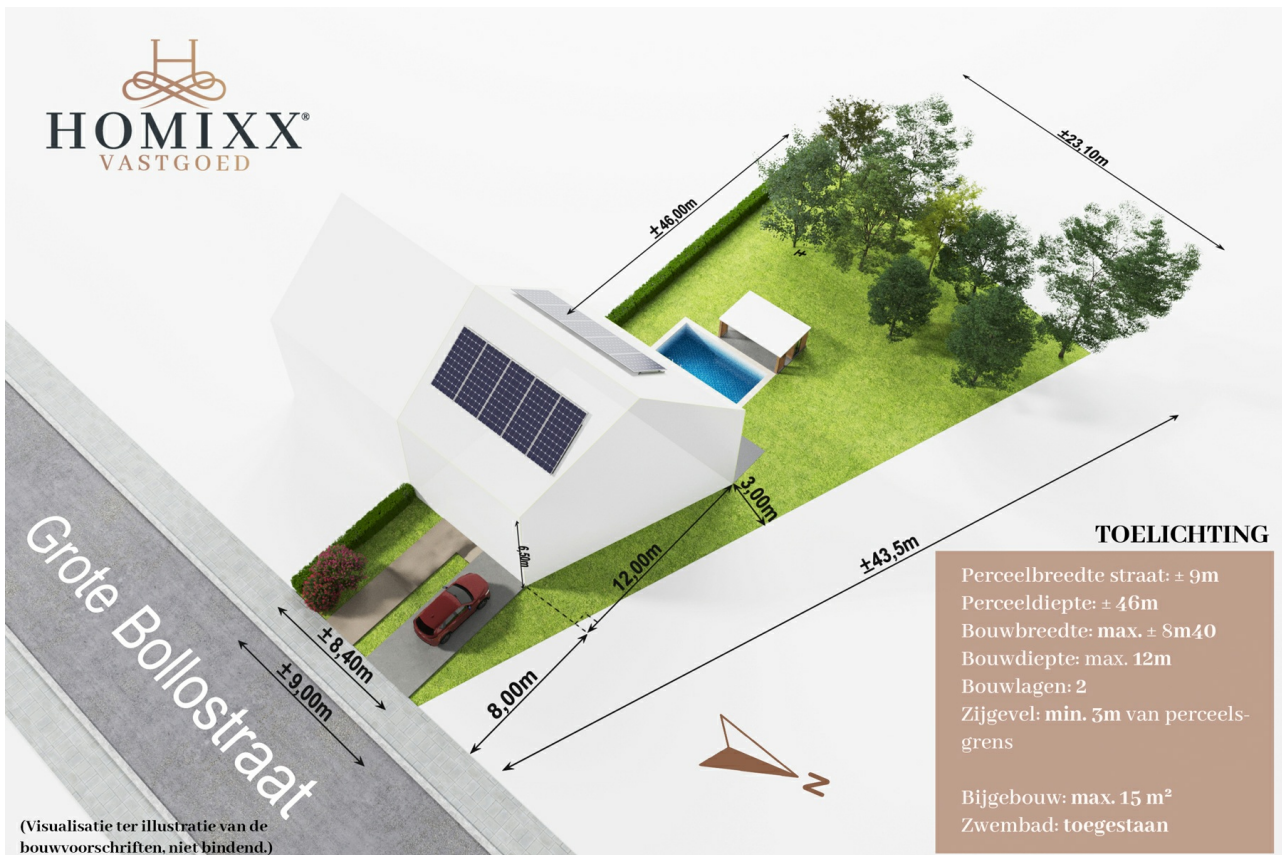 H
HOMIXX®
VASTGOED
±23,10m
±46,00m
3,00m
6,50m
12,00m
±43,5m
±8,40m
±9,00m
8,00m
Grote Bollostraat
N
TOELICHTING
Perceelbreedte straat: ± 9m
Perceeldiepte: ± 46m
Bouwbreedte: max. ± 8m40
Bouwdiepte: max. 12m
Bouwlagen: 2
Zijgevel: min. 3m van perceels-
grens
Bijgebouw: max. 15 m²
Zwembad: toegestaan
(Visualisatie ter illustratie van de
bouwvoorschriften, niet bindend.)